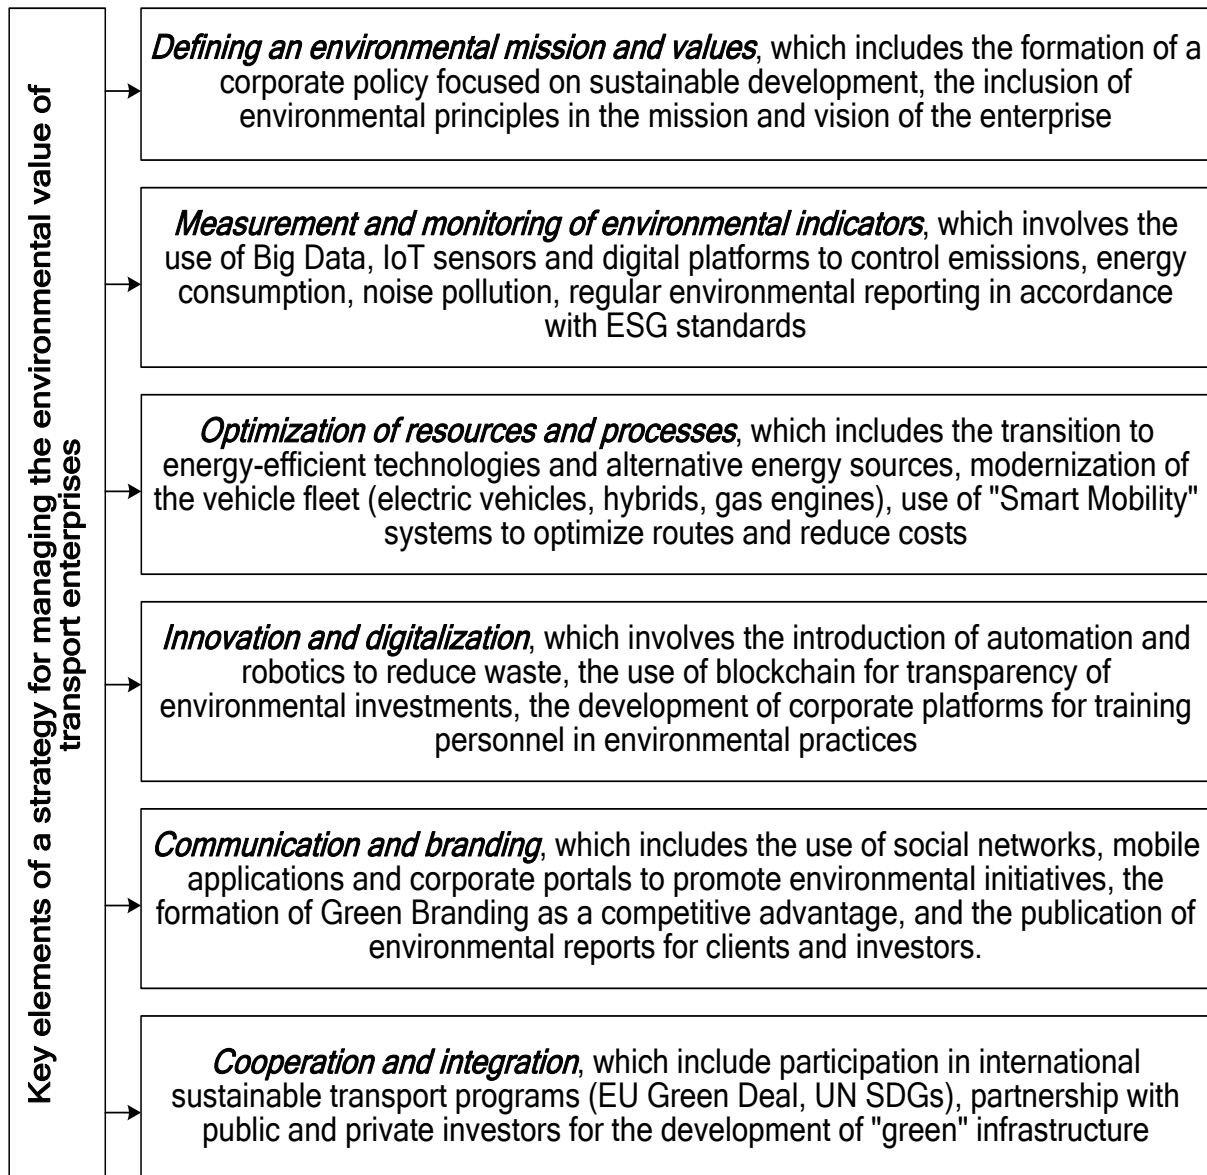 Key elements of a strategy for managing the environmental value of
transport enterprises
Defining an environmental mission and values, which includes the formation of a
corporate policy focused on sustainable development, the inclusion of
environmental principles in the mission and vision of the enterprise
Measurement and monitoring of environmental indicators, which involves the
use of Big Data, IoT sensors and digital platforms to control emissions, energy
consumption, noise pollution, regular environmental reporting in accordance
with ESG standards
Optimization of resources and processes, which includes the transition to
energy-efficient technologies and alternative energy sources, modernization of
the vehicle fleet (electric vehicles, hybrids, gas engines), use of "Smart Mobility"
systems to optimize routes and reduce costs
Innovation and digitalization, which involves the introduction of automation and
robotics to reduce waste, the use of blockchain for transparency of
environmental investments, the development of corporate platforms for training
personnel in environmental practices
Communication and branding, which includes the use of social networks, mobile
applications and corporate portals to promote environmental initiatives, the
formation of Green Branding as a competitive advantage, and the publication of
environmental reports for clients and investors.
Cooperation and integration, which include participation in international
sustainable transport programs (EU Green Deal, UN SDGs), partnership with
public and private investors for the development of "green" infrastructure